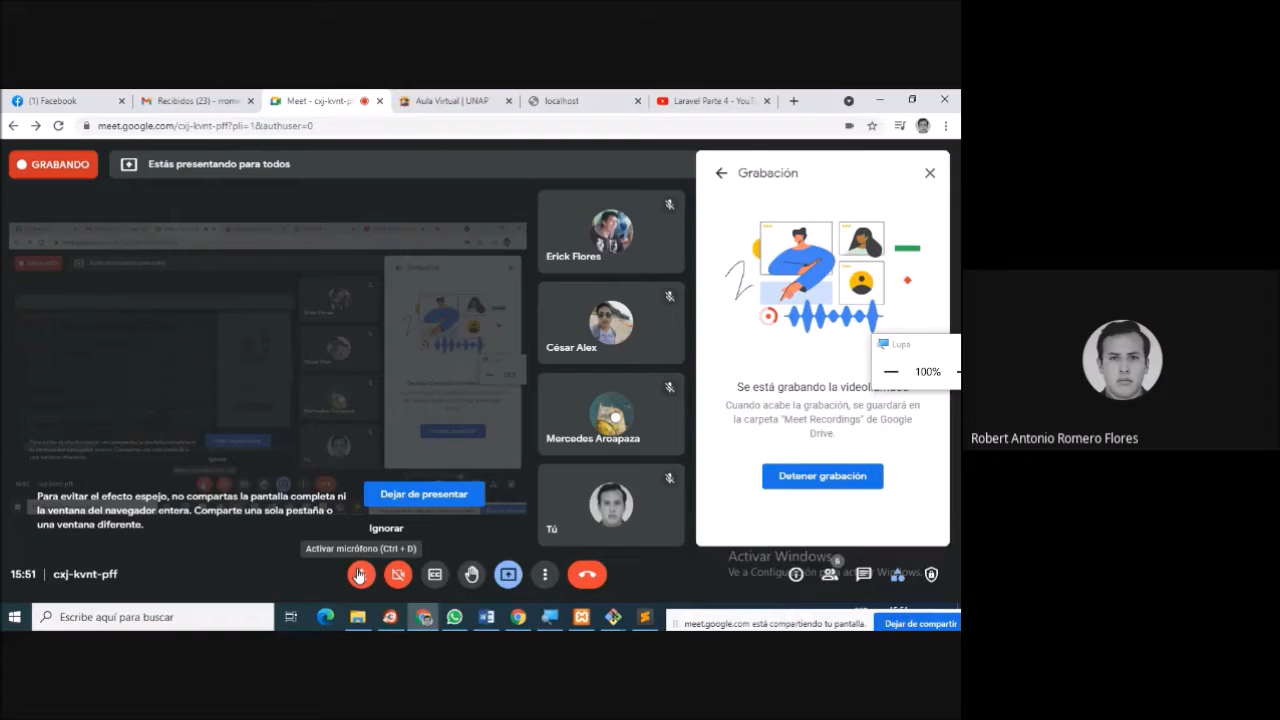 (1) Facebook
Recibidos (23) - rrome
Meet - cxj-kvnt-pf
Aula Virtual | UNAP
localhost
Laravel Parte 4 - YouT
meet.google.com/cxj-kvnt-pff?pli=1&authuser=0
GRABANDO
Estás presentando para todos
Grabación
Erick Flores
César Alex
Mercedes Aroapaza
Tú
Lupa
100%
Se está grabando la
Cuando acabe la grabación, se guardará en
la carpeta "Meet Recordings" de Google
Drive.
Detener grabación
Para evitar el efecto espejo, no compartas la pantalla completa ni
la ventana del navegador entera. Comparte una sola pestaña o
una ventana diferente.
Dejar de presentar
Ignorar
Activar micrófono (Ctrl + D)
Activar Windows
Ve a Configuración para activar Windows.
15:51 | cxj-kvnt-pff
6
Escribe aquí para buscar
meet.google.com está compartiendo tu pantalla.
Dejar de compartir
Robert Antonio Romero Flores